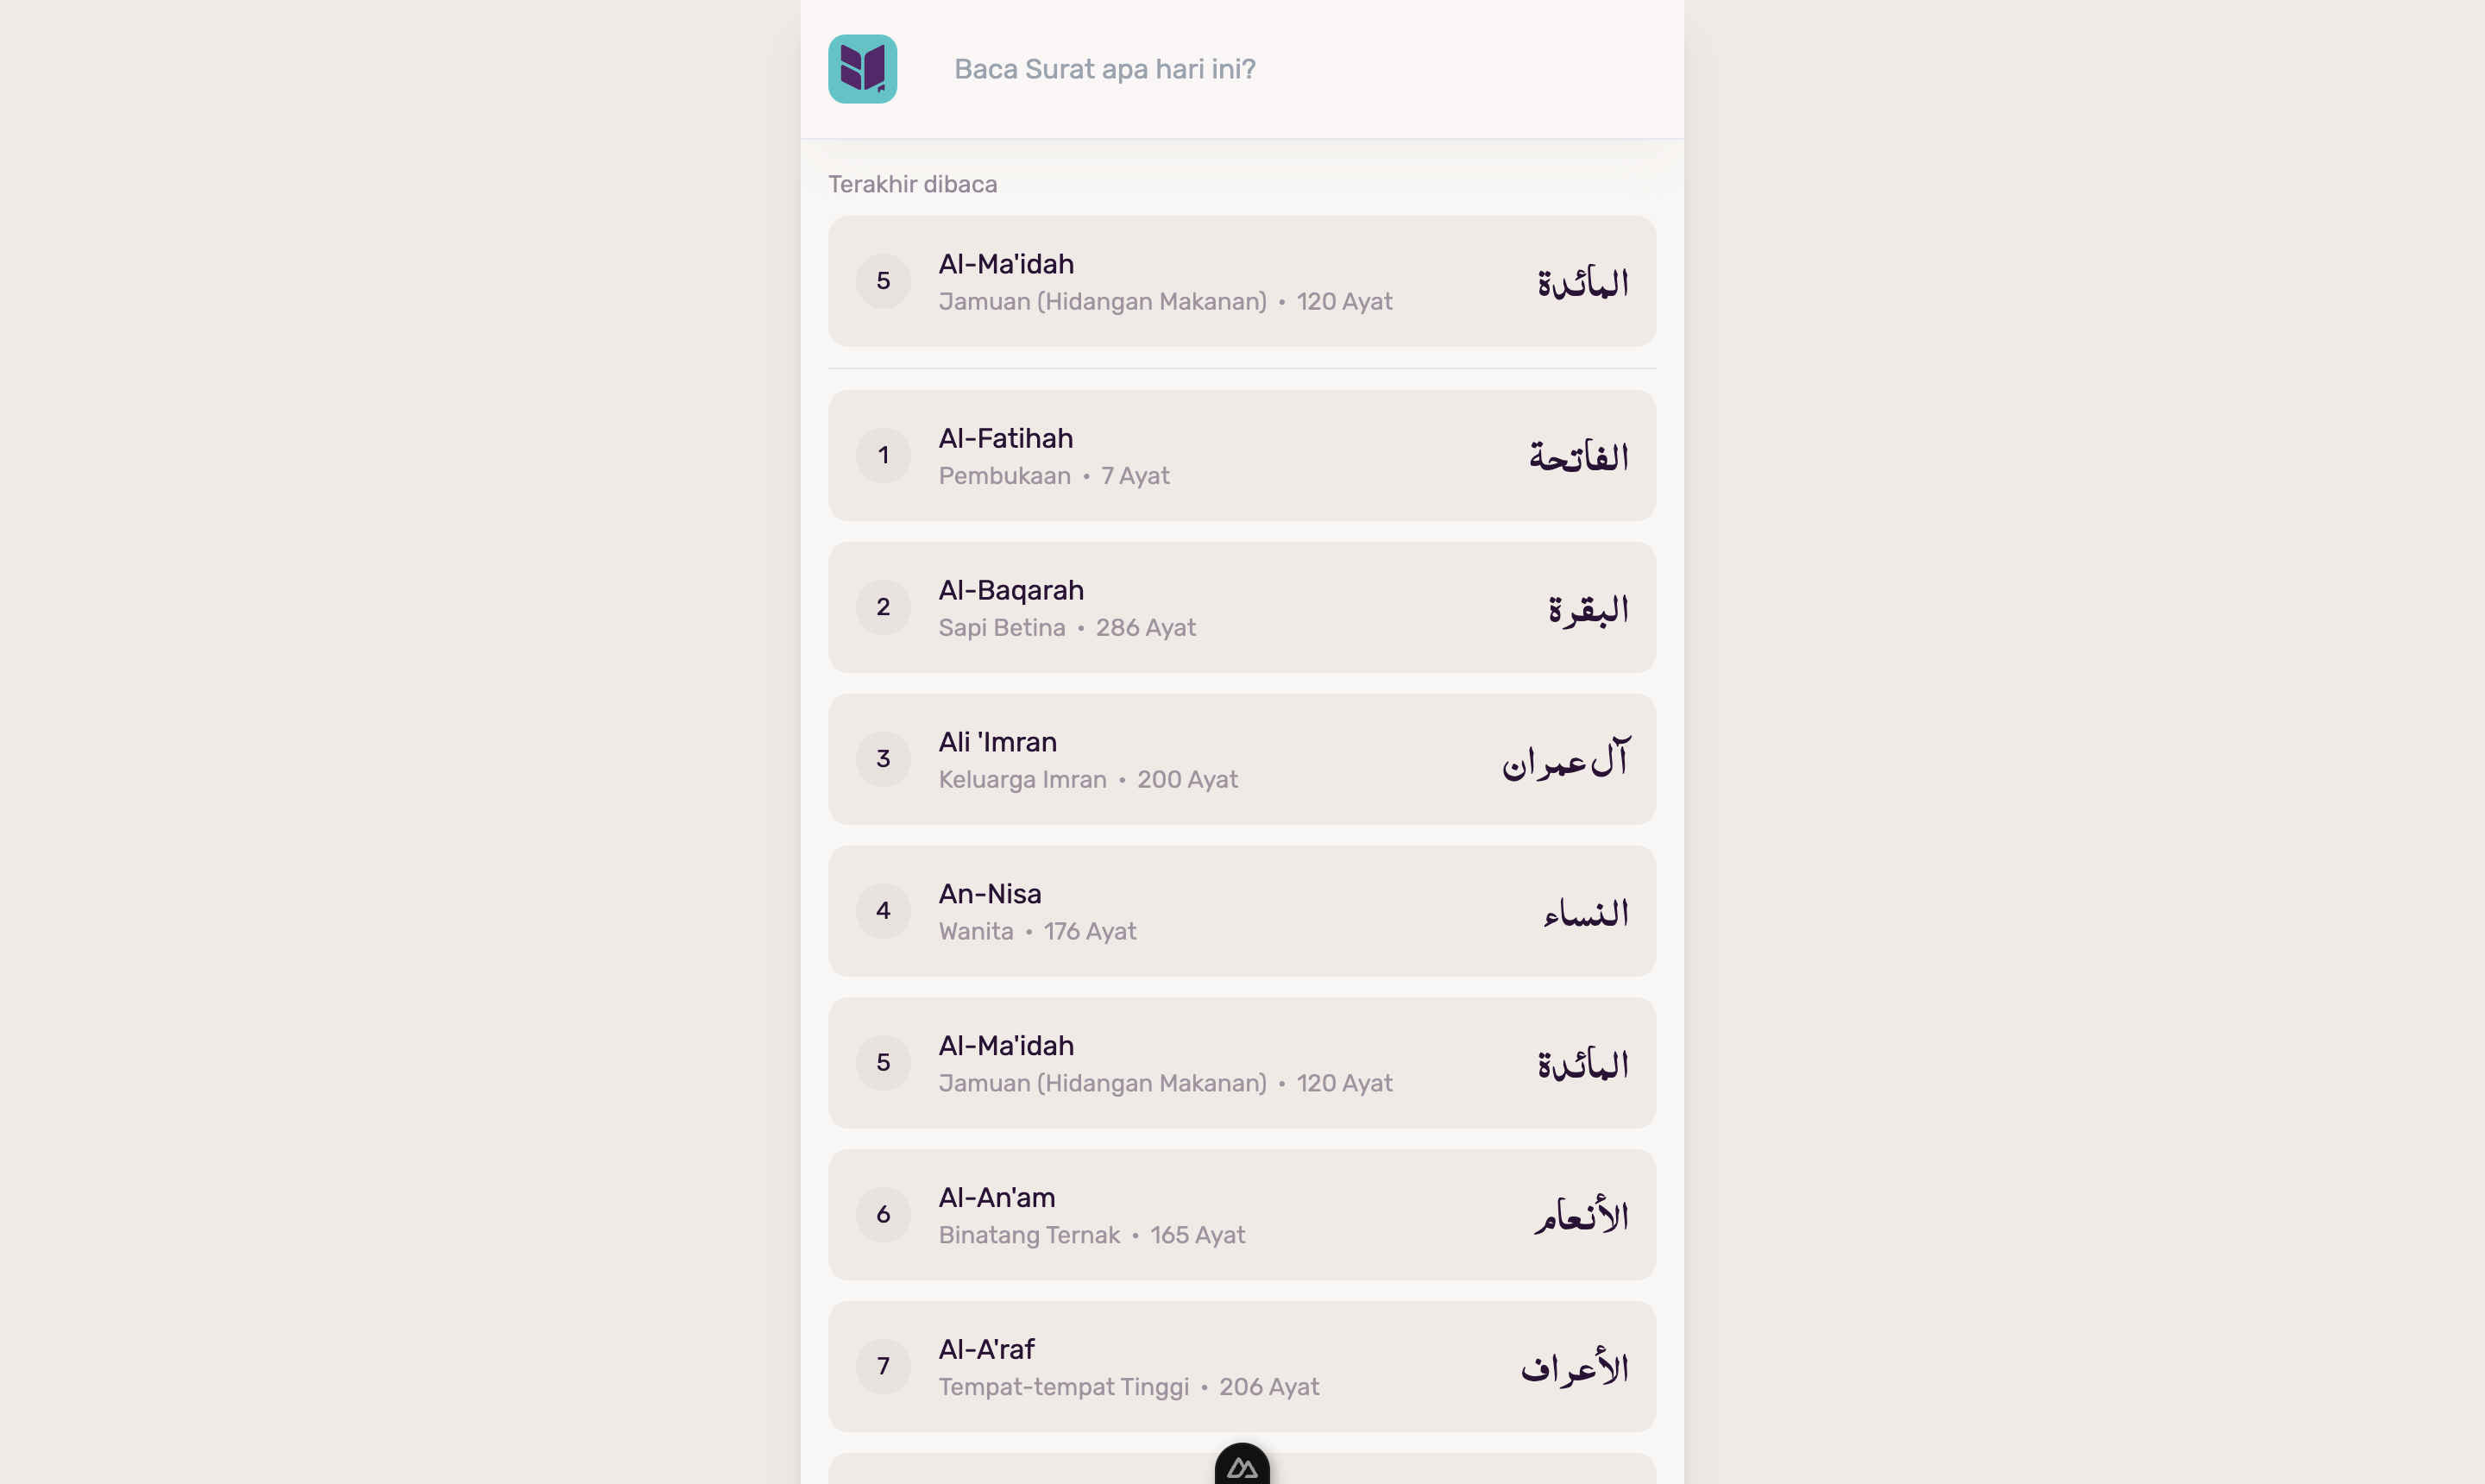 Baca Surat apa hari ini?
Terakhir dibaca
5
Al-Ma'idah
Jamuan (Hidangan Makanan) • 120 Ayat
المائدة
1
Al-Fatihah
Pembukaan • 7 Ayat
الفاتحة
2
Al-Baqarah
Sapi Betina • 286 Ayat
البقرة
3
Ali 'Imran
Keluarga Imran • 200 Ayat
آل عمران
4
An-Nisa
Wanita • 176 Ayat
النساء
5
Al-Ma'idah
Jamuan (Hidangan Makanan) • 120 Ayat
المائدة
6
Al-An'am
Binatang Ternak • 165 Ayat
الأنعام
7
Al-A'raf
Tempat-tempat Tinggi • 206 Ayat
الأعراف